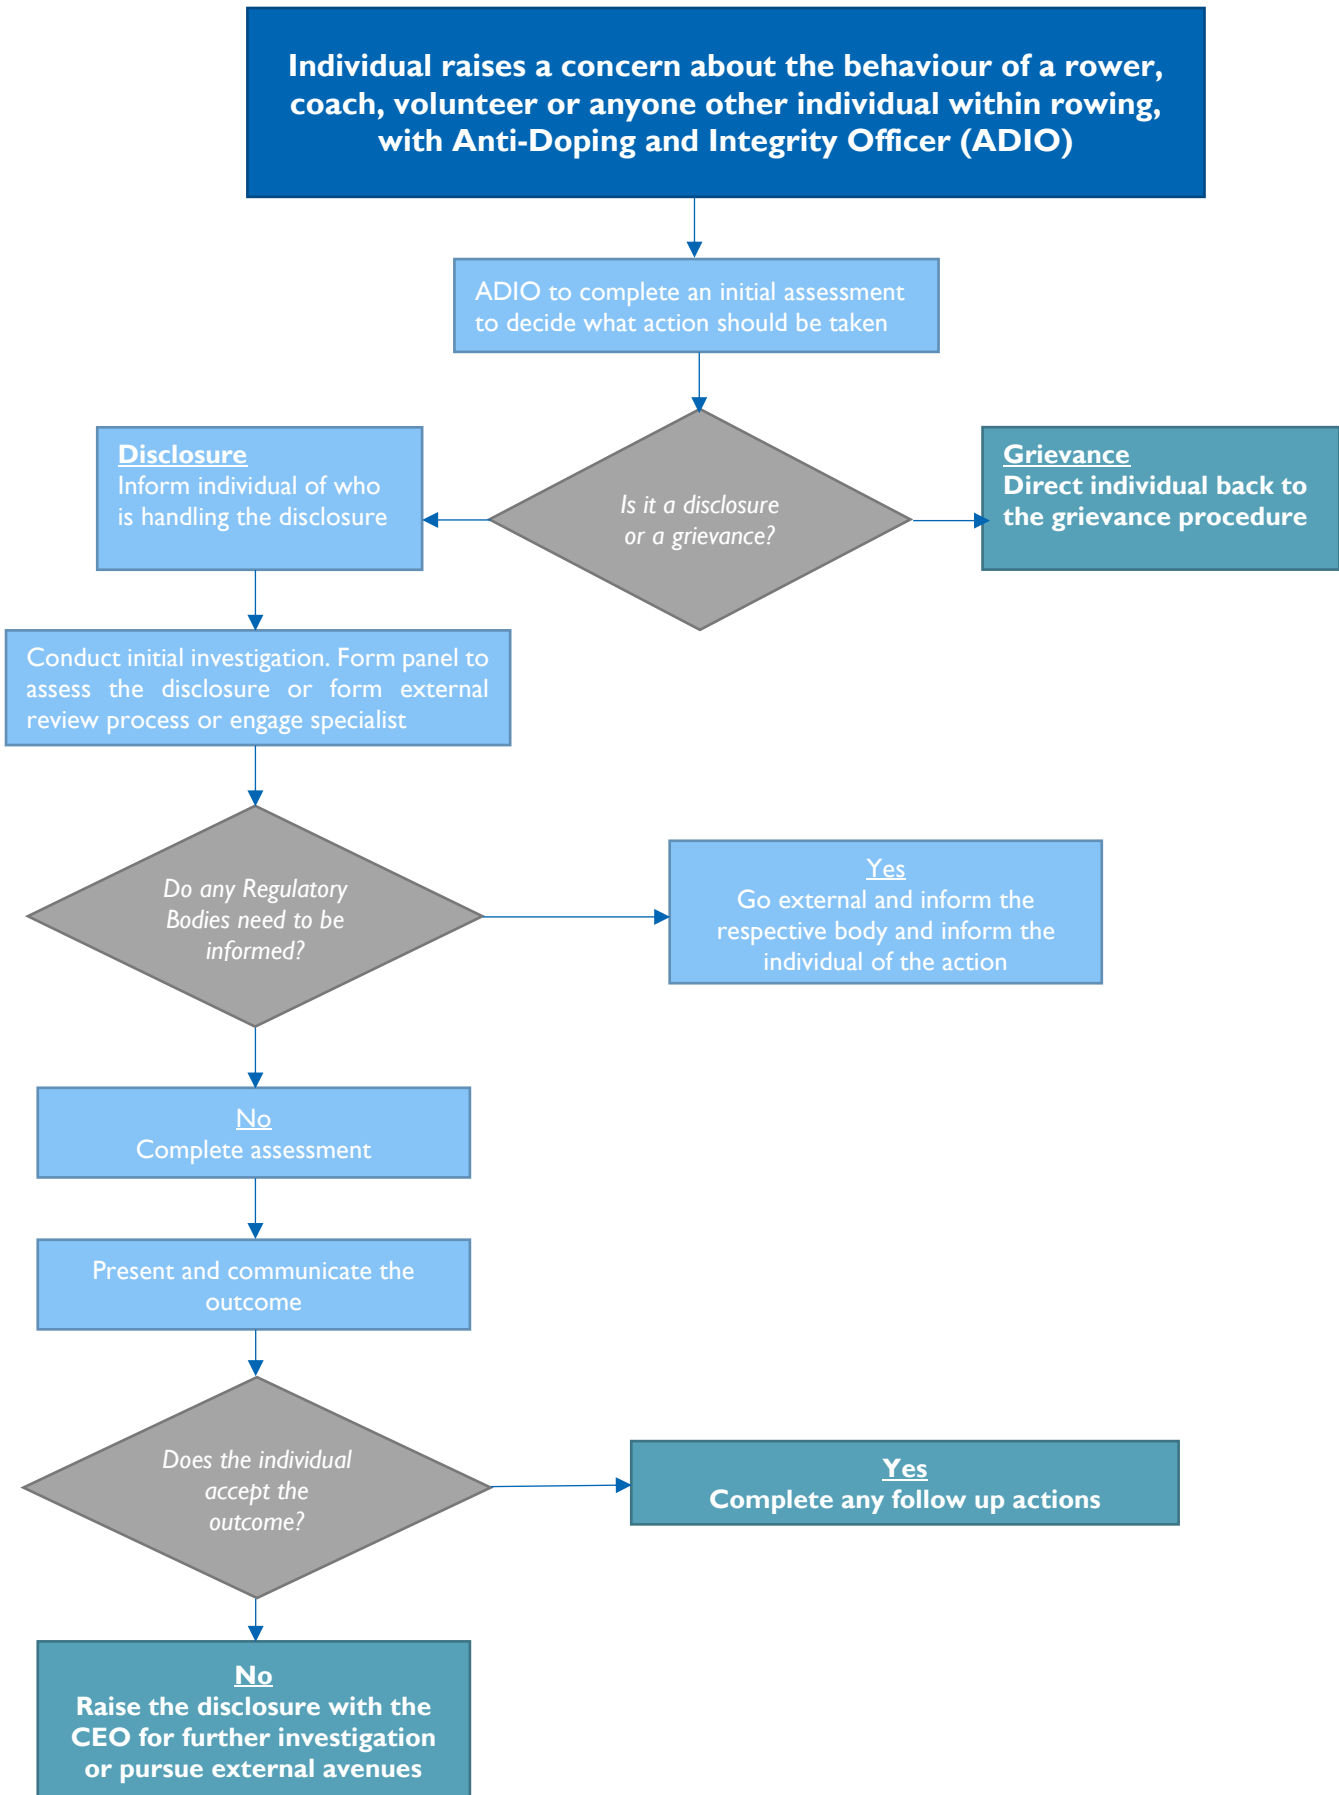 Individual raises a concern about the behaviour of a rower,
coach, volunteer or anyone other individual within rowing,
with Anti-Doping and Integrity Officer (ADIO)
ADIO to complete an initial assessment
to decide what action should be taken
Is it a disclosure
or a grievance?
Disclosure
Inform individual of who
is handling the disclosure
Grievance
Direct individual back to
the grievance procedure
Conduct initial investigation. Form panel to
assess the disclosure or form external
review process or engage specialist
Do any Regulatory
Bodies need to be
informed?
Yes
Go external and inform the
respective body and inform the
individual of the action
No
Complete assessment
Present and communicate the
outcome
Does the individual
accept the
outcome?
Yes
Complete any follow up actions
No
Raise the disclosure with the
CEO for further investigation
or pursue external avenues